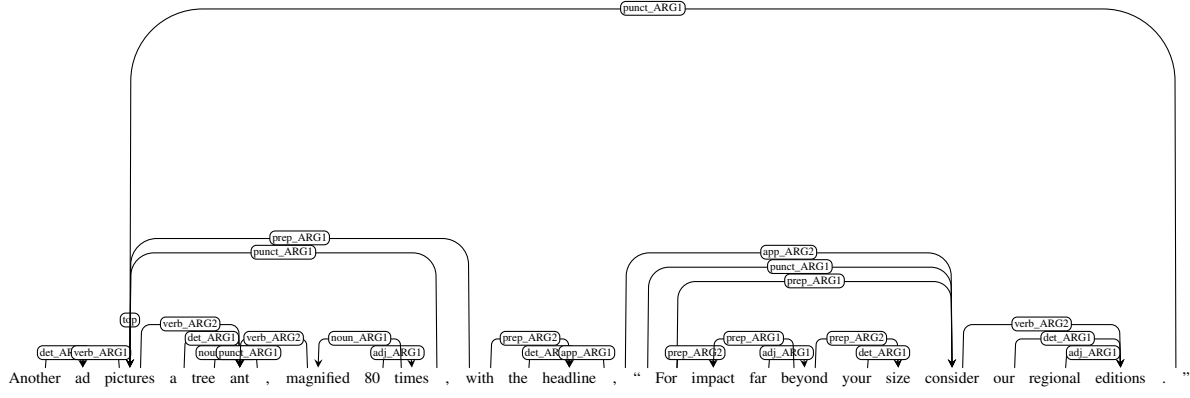 punct_ARG1
prep_ARG1
punct_ARG1 app_ARG2
punct_ARG1
prep_ARG1
top verb_ARG2 verb_ARG2
det_ARG1 verb_ARG2 noun_ARG1 prep_ARG2 prep_ARG1 prep_ARG2 det_ARG1
verb_ARG1 punct_ARG1 adj_ARG1 app_ARG1 prep_ARG2 adj_ARG1 det_ARG1 adj_ARG1
Another ad pictures a tree ant , magnified 80 times , with the headline , “ For impact far beyond your size consider our regional editions . ”